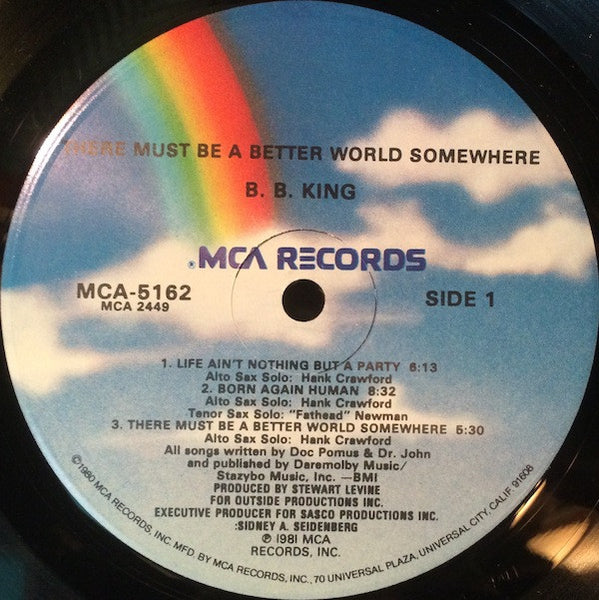 THERE MUST BE A BETTER WORLD SOMEWHERE
B. B. KING
®MCA RECORDS
MCA-5162
MCA 2449
SIDE 1
1. LIFE AIN'T NOTHING BUT A PARTY 6:13
Alto Sax Solo: Hank Crawford
2. BORN AGAIN HUMAN 8:32
Alto Sax Solo: Hank Crawford
Tenor Sax Solo: "Fathead" Newman
3. THERE MUST BE A BETTER WORLD SOMEWHERE 5:30
Alto Sax Solo: Hank Crawford
All songs written by Doc Pomus & Dr. John
and published by Daremolby Music/
Stazybo Music, Inc. —BMI
PRODUCED BY STEWART LEVINE
FOR OUTSIDE PRODUCTIONS INC.
EXECUTIVE PRODUCER FOR SASCO PRODUCTIONS INC.
:SIDNEY A. SEIDENBERG
℗ 1981 MCA
RECORDS, INC.
©1980 MCA RECORDS, INC. MFD. BY MCA RECORDS, INC., 70 UNIVERSAL PLAZA, UNIVERSAL CITY, CALIF. 91608